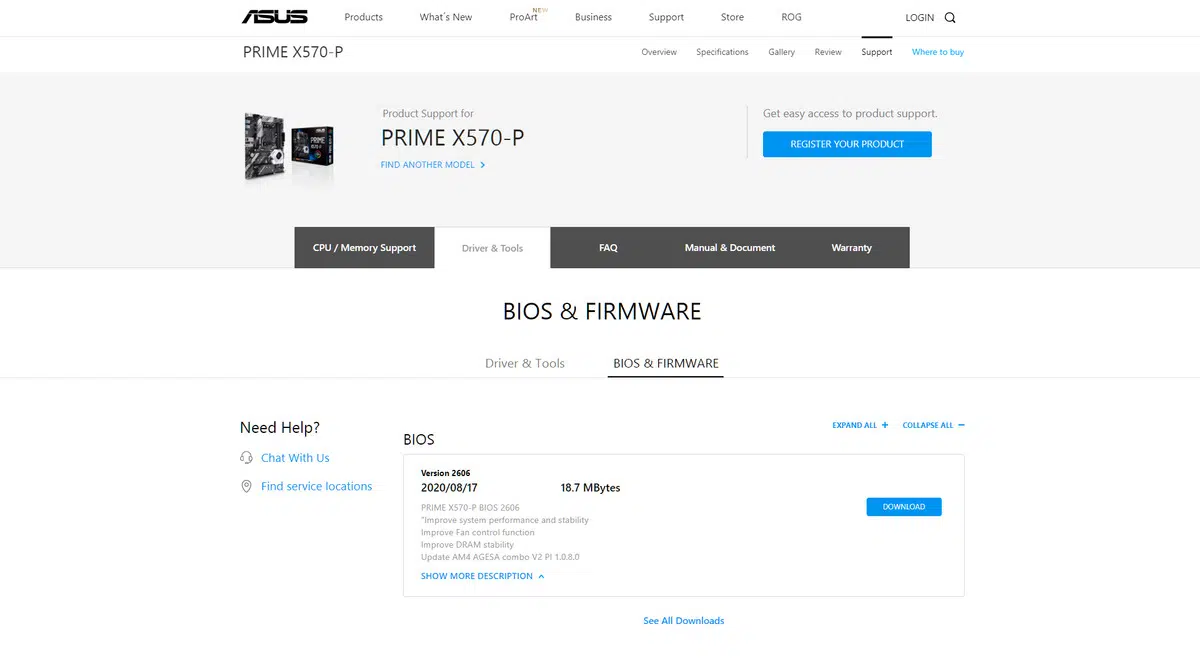 ASUS Products What's New ProArt NEW Business Support Store ROG LOGIN
PRIME X570-P Overview Specifications Gallery Review Support Where to buy
Product Support for
PRIME X570-P
FIND ANOTHER MODEL
Get easy access to product support.
REGISTER YOUR PRODUCT
CPU / Memory Support Driver & Tools FAQ Manual & Document Warranty
BIOS & FIRMWARE
Driver & Tools BIOS & FIRMWARE
Need Help?
Chat With Us
Find service locations
EXPAND ALL + COLLAPSE ALL −
BIOS
Version 2606
2020/08/17 18.7 MBytes
DOWNLOAD
PRIME X570-P BIOS 2606
"Improve system performance and stability
Improve Fan control function
Improve DRAM stability
Update AM4 AGESA combo V2 PI 1.0.8.0
SHOW MORE DESCRIPTION
See All Downloads